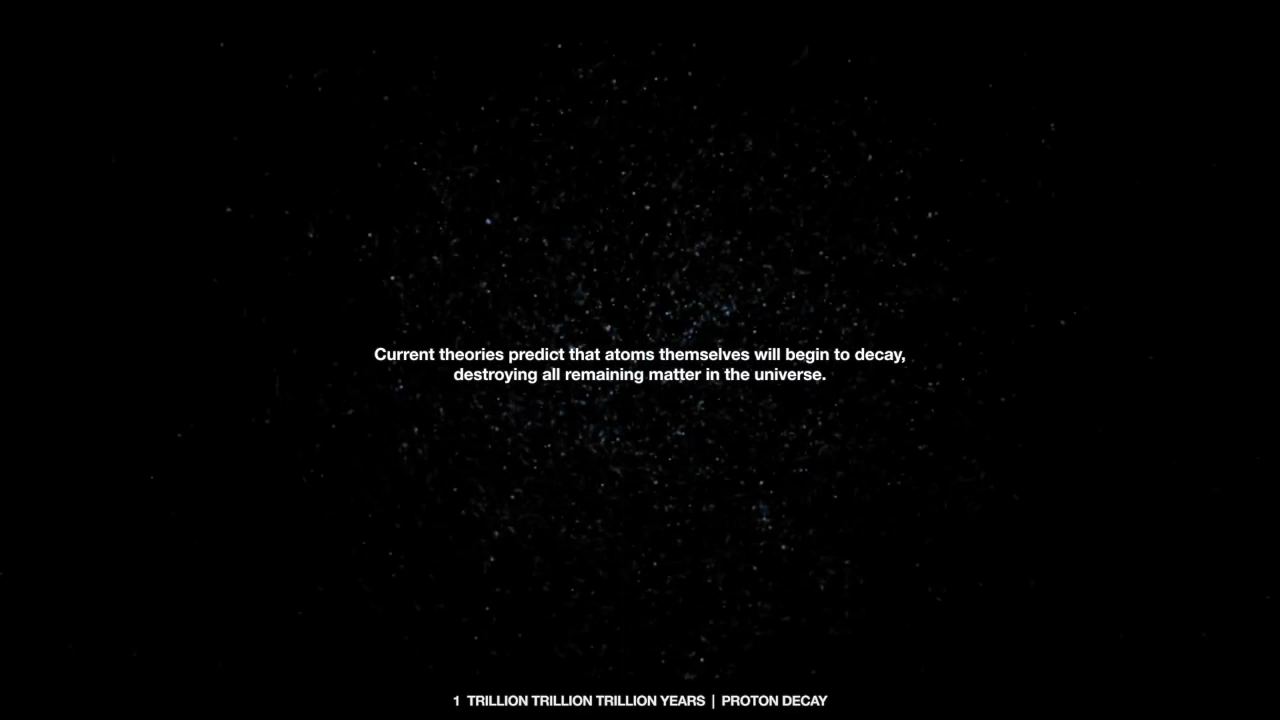 Current theories predict that atoms themselves will begin to decay,
destroying all remaining matter in the universe.
1 TRILLION TRILLION TRILLION YEARS | PROTON DECAY